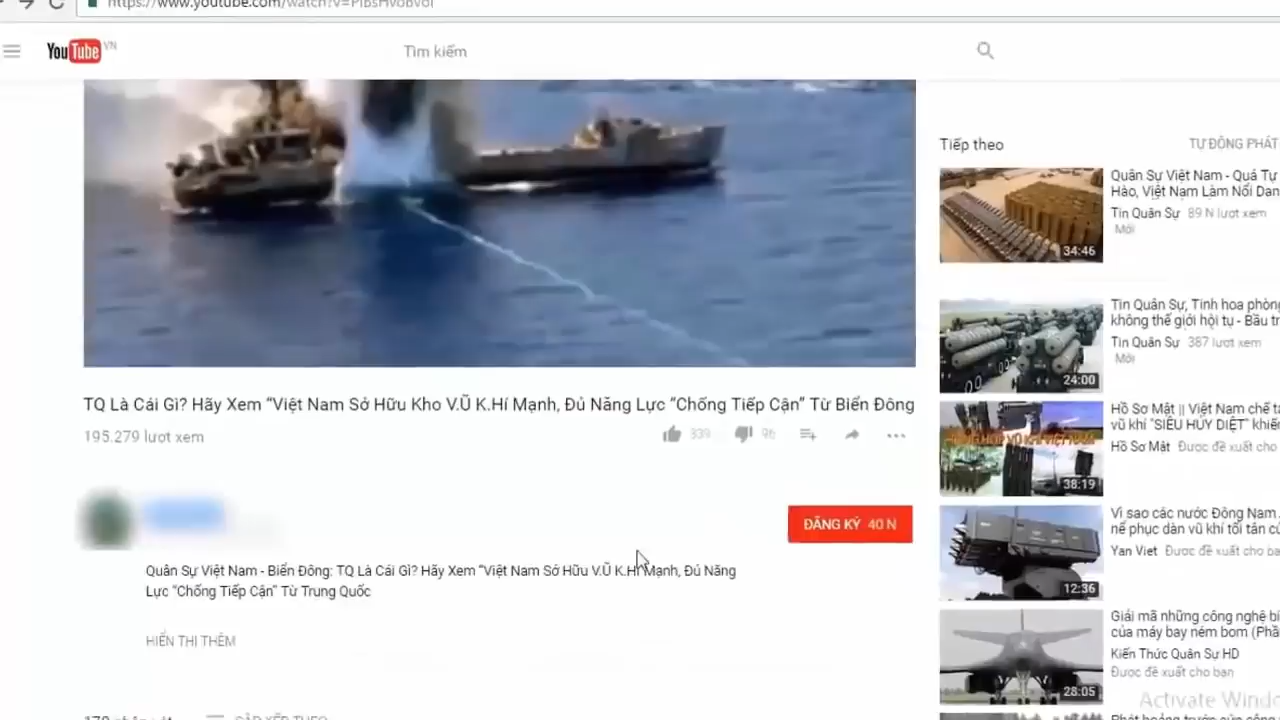 https://www.youtube.com/watch?v=
YouTube VN
Tìm kiếm
TQ Là Cái Gì? Hãy Xem “Việt Nam Sở Hữu Kho V.Ũ K.Hí Mạnh, Đủ Năng Lực “Chống Tiếp Cận” Từ Biển Đông
195.279 lượt xem
339
96
ĐĂNG KÝ 40 N
Quân Sự Việt Nam - Biển Đông: TQ Là Cái Gì? Hãy Xem “Việt Nam Sở Hữu V.Ũ K.Hí Mạnh, Đủ Năng
Lực “Chống Tiếp Cận” Từ Trung Quốc
HIỂN THỊ THÊM
Tiếp theo
TỰ ĐỘNG PHÁT
Quân Sự Việt Nam - Quá Tự
Hào, Việt Nam Làm Nổi Dan
Tin Quân Sự 89 N lượt xem
Mới
34:46
Tin Quân Sự, Tinh hoa phòng
không thế giới hội tụ - Bầu tr
Tin Quân Sự 387 lượt xem
Mới
24:00
Hồ Sơ Mật || Việt Nam chế tạ
vũ khí "SIÊU HỦY DIỆT" khiến
Hồ Sơ Mật Được đề xuất cho
38:19
Vì sao các nước Đông Nam
nể phục dàn vũ khí tối tân củ
Yan Viet Được đề xuất cho bạ
12:36
Giải mã những công nghệ bí
của máy bay ném bom (Phầ
Kiến Thức Quân Sự HD
Được đề xuất cho bạn
28:05
Activate Windo